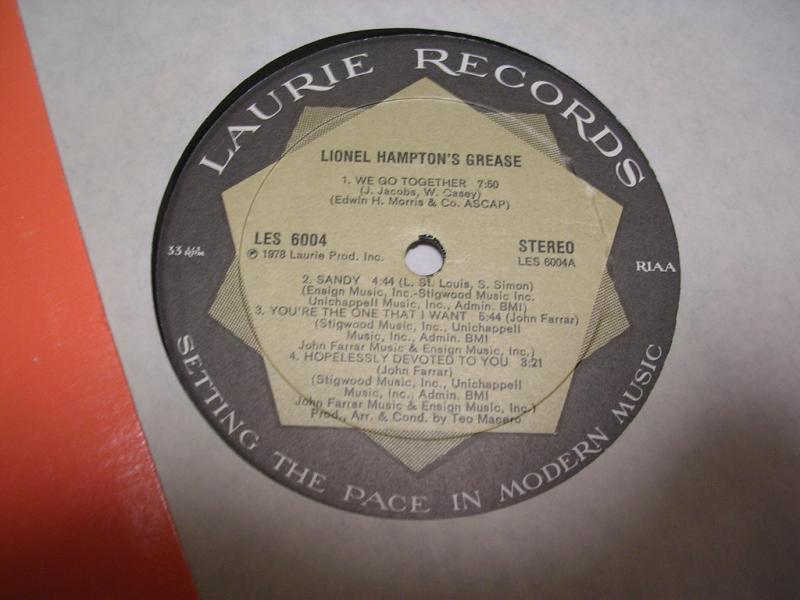 LAURIE RECORDS
LIONEL HAMPTON'S GREASE
1. WE GO TOGETHER 7:50
(J. Jacobs, W. Casey)
(Edwin H. Morris & Co. ASCAP)
LES 6004
℗ 1978 Laurie Prod. Inc.
STEREO
LES 6004A
33 1/3
RPM
RIAA
2. SANDY 4:44 (L. St. Louis, S. Simon)
(Ensign Music, Inc.-Stigwood Music Inc.
Unichappell Music, Inc., Admin. BMI)
3. YOU'RE THE ONE THAT I WANT 5:44 (John Farrar)
(Stigwood Music, Inc., Unichappell
Music, Inc., Admin. BMI
John Farrar Music & Ensign Music, Inc.)
4. HOPELESSLY DEVOTED TO YOU 3:21
(John Farrar)
(Stigwood Music, Inc., Unichappell
Music, Inc., Admin. BMI
John Farrar Music & Ensign Music, Inc.)
Prod., Arr. & Cond. by Teo Macero
SETTING THE PACE IN MODERN MUSIC